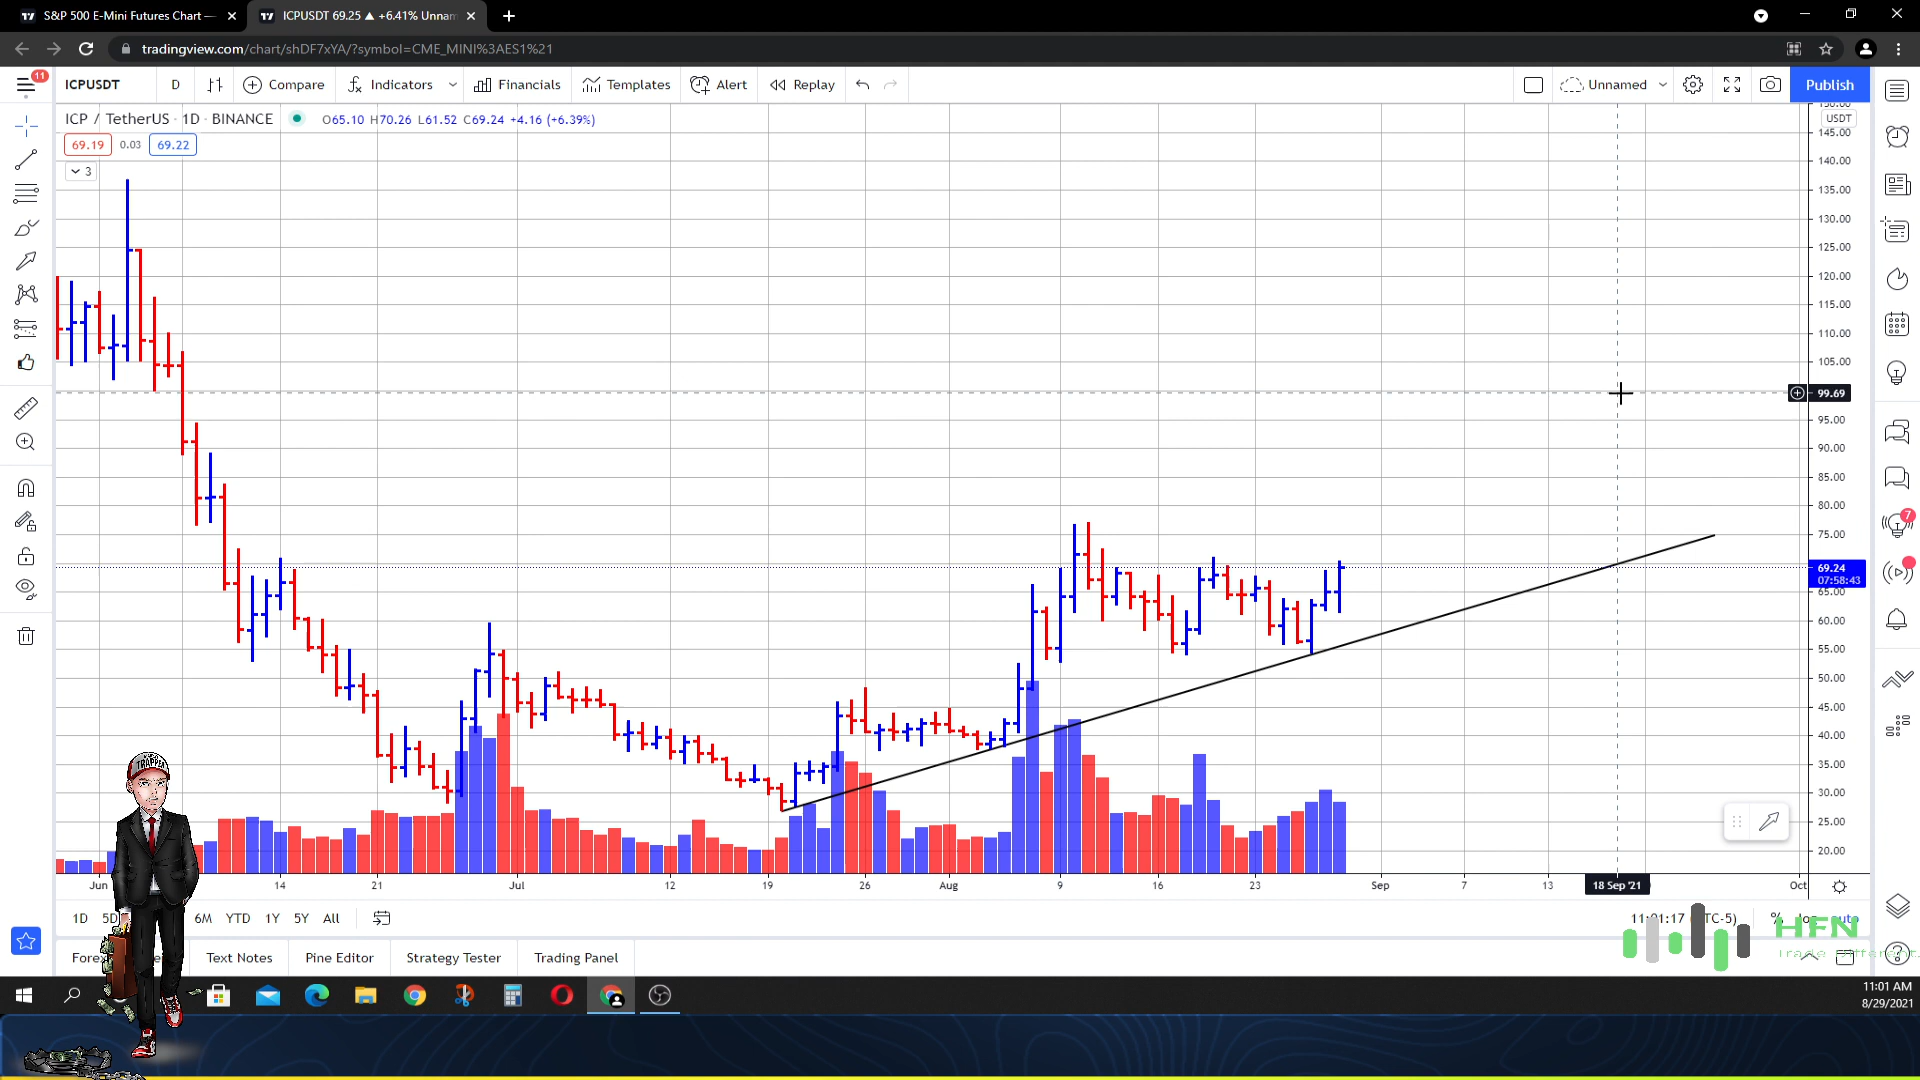 S&P 500 E-Mini Futures Chart —
ICPUSDT 69.25 ▲ +6.41% Unnam
tradingview.com/chart/shDF7xYA/?symbol=CME_MINI%3AES1%21
11
ICPUSDT D Compare Indicators Financials Templates Alert Replay Unnamed Publish
ICP / TetherUS · 1D · BINANCE O65.10 H70.26 L61.52 C69.24 +4.16 (+6.39%)
69.19 0.03 69.22
3
USDT
145.00
140.00
135.00
130.00
125.00
120.00
115.00
110.00
105.00
99.69
95.00
90.00
85.00
80.00
75.00
69.24
07:58:43
65.00
60.00
55.00
50.00
45.00
40.00
35.00
30.00
25.00
20.00
7
TRAPPER
Jun 14 21 Jul 12 19 26 Aug 9 16 23 Sep 7 13 18 Sep '21 Oct
1D 5D 6M YTD 1Y 5Y All
% auto
HFN
Trade Different.
Text Notes Pine Editor Strategy Tester Trading Panel
11:01 AM
8/29/2021